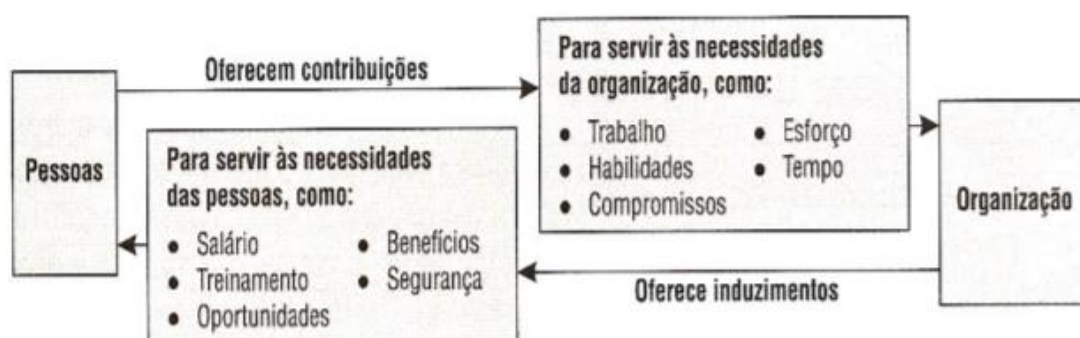 Pessoas
Oferecem contribuições
Para servir às necessidades
da organização, como:
• Trabalho
• Habilidades
• Compromissos
• Esforço
• Tempo
Organização
Oferece induzimentos
Para servir às necessidades
das pessoas, como:
• Salário
• Treinamento
• Oportunidades
• Benefícios
• Segurança